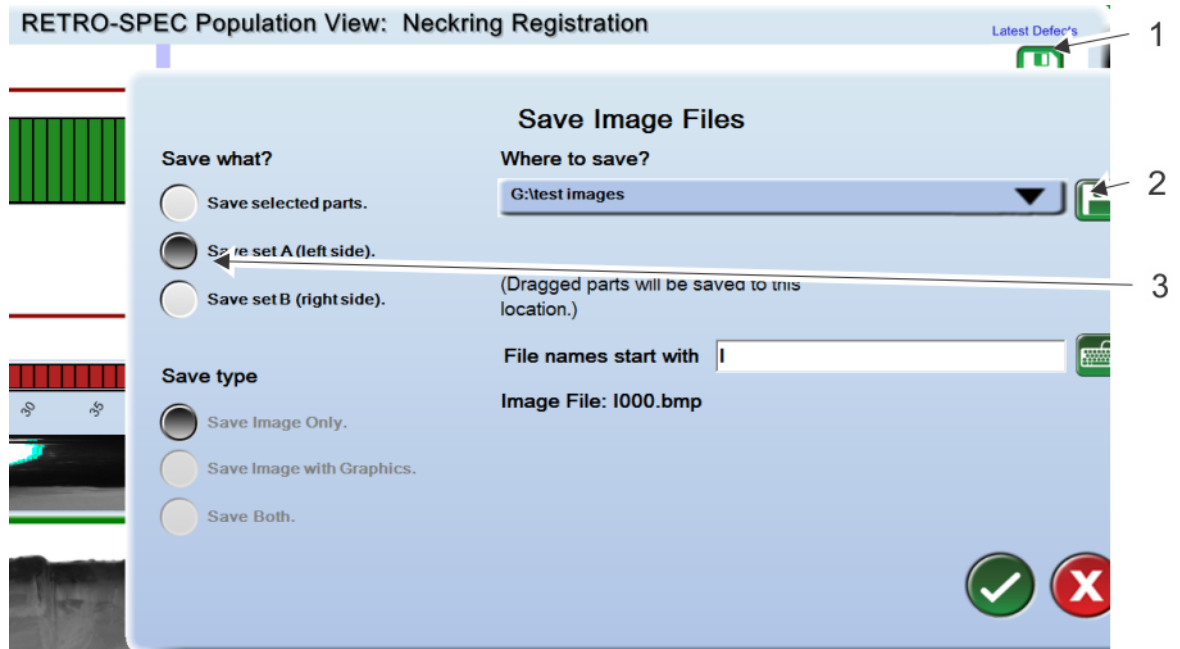 RETRO-SPEC Population View:  Neckring Registration
Latest Defects
1
Save Image Files
Save what?
Where to save?
Save selected parts.
G:\test images
2
Save set A (left side).
(Dragged parts will be saved to this
location.)
3
Save set B (right side).
File names start with
I
Save type
Image File: I000.bmp
30
35
Save Image Only.
Save Image with Graphics.
Save Both.